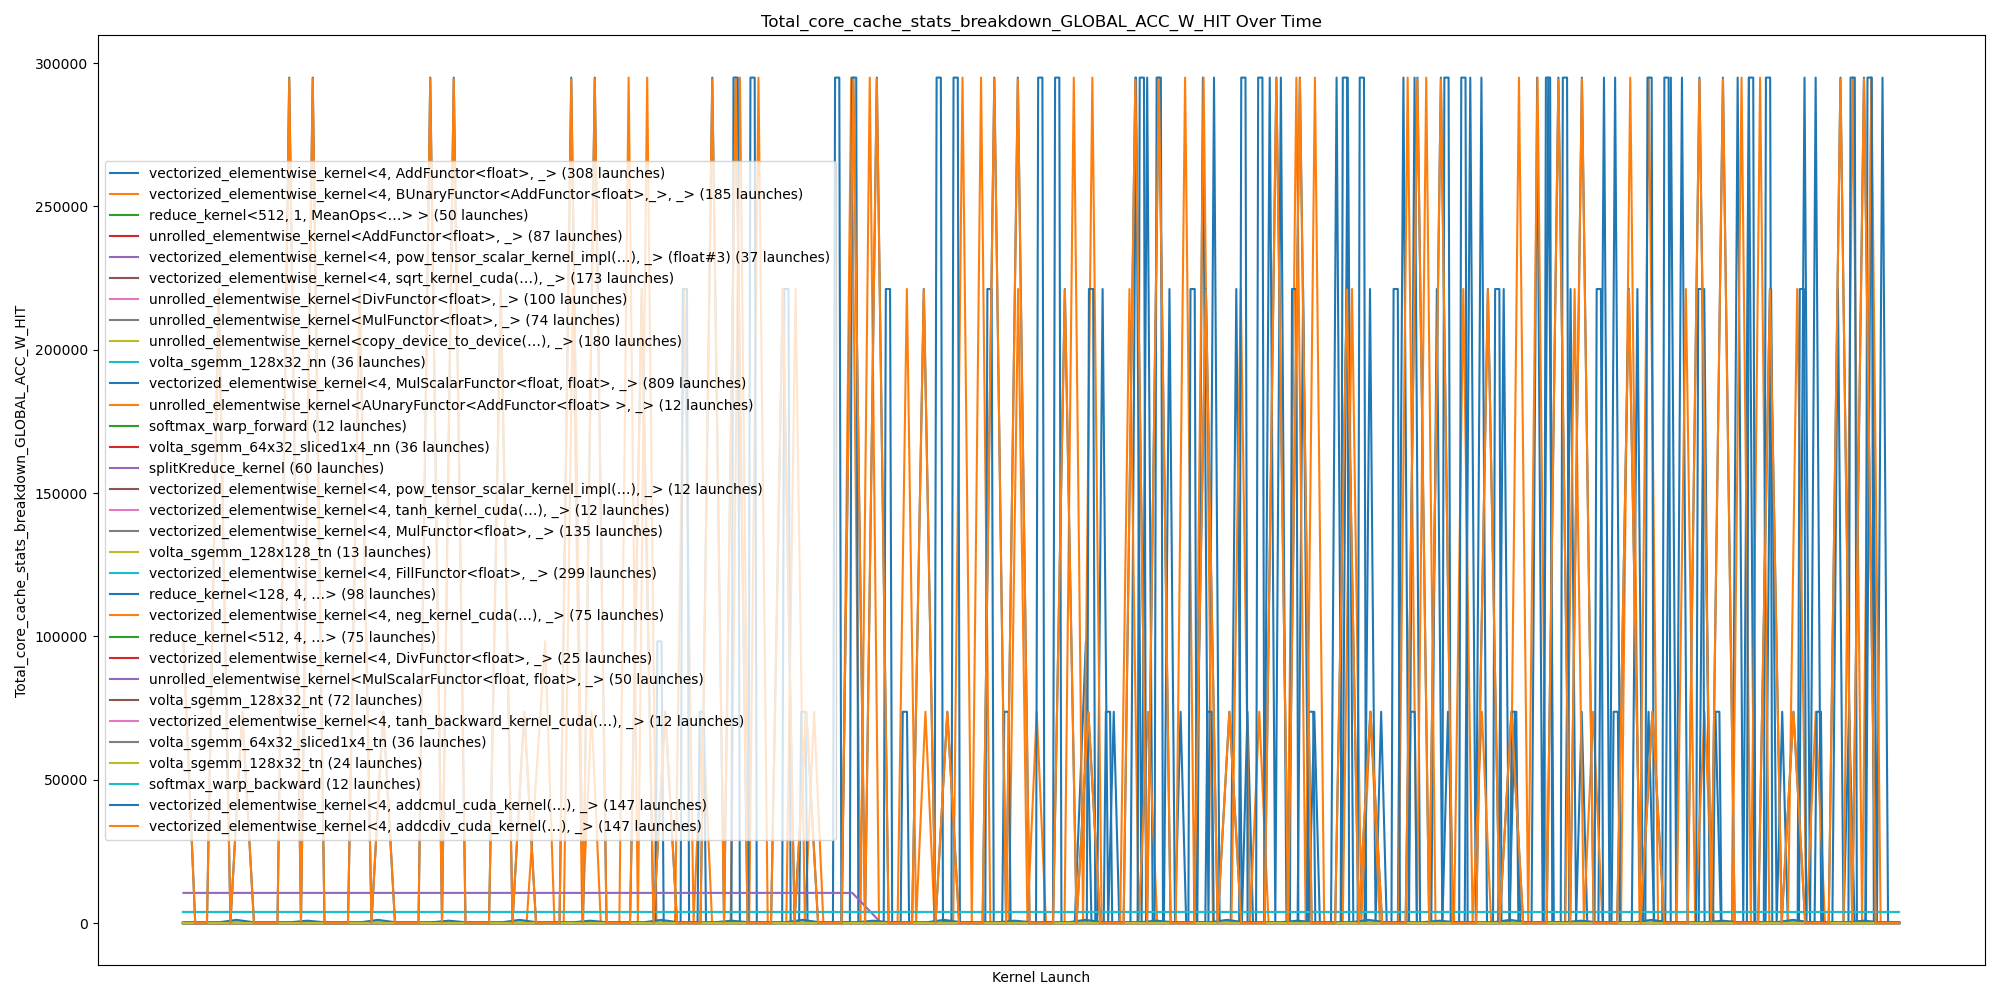 Total_core_cache_stats_breakdown_GLOBAL_ACC_W_HIT Over Time
300000
250000
200000
150000
100000
50000
0
Total_core_cache_stats_breakdown_GLOBAL_ACC_W_HIT
vectorized_elementwise_kernel<4, AddFunctor<float>, _> (308 launches)
vectorized_elementwise_kernel<4, BUnaryFunctor<AddFunctor<float>,_>, _> (185 launches)
reduce_kernel<512, 1, MeanOps<...> > (50 launches)
unrolled_elementwise_kernel<AddFunctor<float>, _> (87 launches)
vectorized_elementwise_kernel<4, pow_tensor_scalar_kernel_impl(...), _> (float#3) (37 launches)
vectorized_elementwise_kernel<4, sqrt_kernel_cuda(...), _> (173 launches)
unrolled_elementwise_kernel<DivFunctor<float>, _> (100 launches)
unrolled_elementwise_kernel<MulFunctor<float>, _> (74 launches)
unrolled_elementwise_kernel<copy_device_to_device(...), _> (180 launches)
volta_sgemm_128x32_nn (36 launches)
vectorized_elementwise_kernel<4, MulScalarFunctor<float, float>, _> (809 launches)
unrolled_elementwise_kernel<AUnaryFunctor<AddFunctor<float> >, _> (12 launches)
softmax_warp_forward (12 launches)
volta_sgemm_64x32_sliced1x4_nn (36 launches)
splitKreduce_kernel (60 launches)
vectorized_elementwise_kernel<4, pow_tensor_scalar_kernel_impl(...), _> (12 launches)
vectorized_elementwise_kernel<4, tanh_kernel_cuda(...), _> (12 launches)
vectorized_elementwise_kernel<4, MulFunctor<float>, _> (135 launches)
volta_sgemm_128x128_tn (13 launches)
vectorized_elementwise_kernel<4, FillFunctor<float>, _> (299 launches)
reduce_kernel<128, 4, ...> (98 launches)
vectorized_elementwise_kernel<4, neg_kernel_cuda(...), _> (75 launches)
reduce_kernel<512, 4, ...> (75 launches)
vectorized_elementwise_kernel<4, DivFunctor<float>, _> (25 launches)
unrolled_elementwise_kernel<MulScalarFunctor<float, float>, _> (50 launches)
volta_sgemm_128x32_nt (72 launches)
vectorized_elementwise_kernel<4, tanh_backward_kernel_cuda(...), _> (12 launches)
volta_sgemm_64x32_sliced1x4_tn (36 launches)
volta_sgemm_128x32_tn (24 launches)
softmax_warp_backward (12 launches)
vectorized_elementwise_kernel<4, addcmul_cuda_kernel(...), _> (147 launches)
vectorized_elementwise_kernel<4, addcdiv_cuda_kernel(...), _> (147 launches)
Kernel Launch